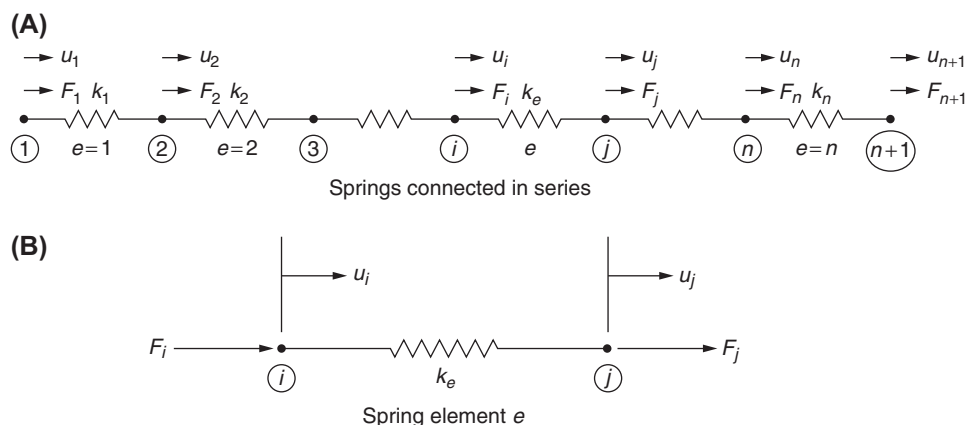 (A)
u₁ u₂ uᵢ uⱼ uₙ uₙ₊₁
F₁ k₁ F₂ k₂ Fᵢ kₑ Fⱼ Fₙ kₙ Fₙ₊₁
1 e=1 2 e=2 3 i e j n e=n n+1
Springs connected in series
(B)
uᵢ uⱼ
Fᵢ Fⱼ
i kₑ j
Spring element e